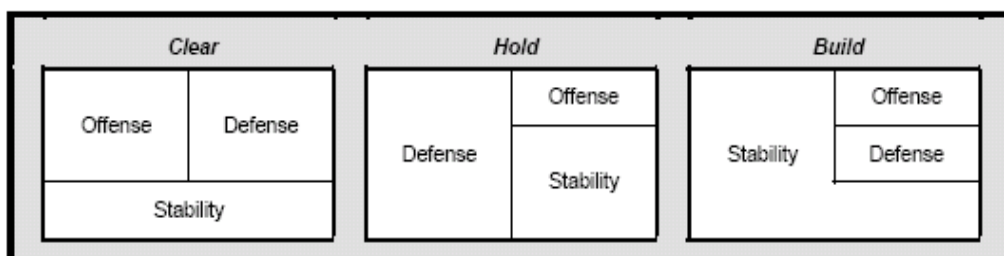 Clear
Offense
Defense
Stability
Hold
Defense
Offense
Stability
Build
Stability
Offense
Defense